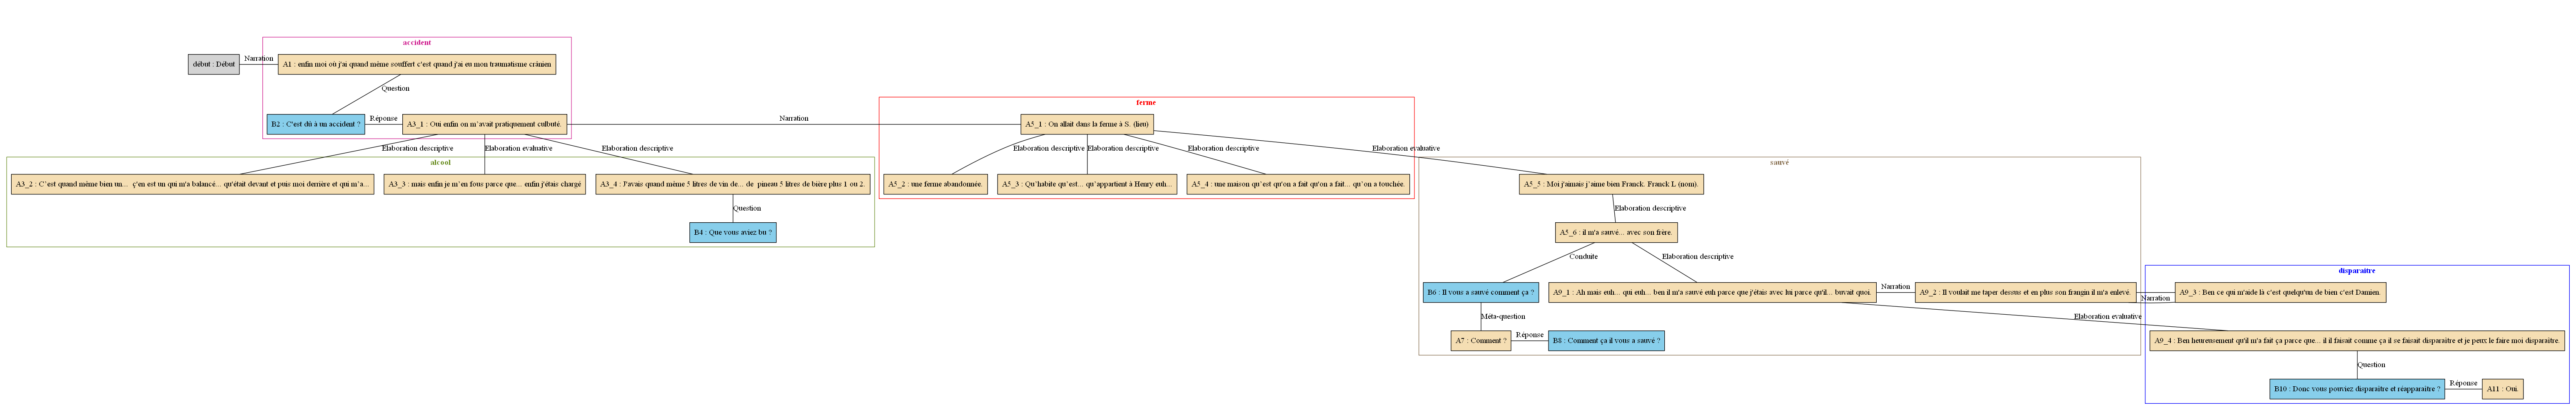 accident
début : Début
Narration
A1 : enfin moi où j'ai quand même souffert c'est quand j'ai eu mon traumatisme crânien
Question
B2 : C'est dû à un accident ?
Réponse
A3_1 : Oui enfin on m’avait pratiquement culbuté.
Narration
ferme
A5_1 : On allait dans la ferme à S. (lieu)
Elaboration descriptive
Elaboration evaluative
Elaboration descriptive
Elaboration descriptive
Elaboration descriptive
Elaboration descriptive
Elaboration evaluative
alcool
A3_2 : C’est quand même bien un... ç'en est un qui m'a balancé... qu'était devant et puis moi derrière et qui m’a...
A3_3 : mais enfin je m’en fous parce que... enfin j'étais chargé
A3_4 : J'avais quand même 5 litres de vin de... de pineau 5 litres de bière plus 1 ou 2.
Question
B4 : Que vous aviez bu ?
A5_2 : une ferme abandonnée.
A5_3 : Qu’habite qu’est... qu’appartient à Henry euh...
A5_4 : une maison qu’est qu'on a fait qu'on a fait... qu’on a touchée.
sauvé
A5_5 : Moi j'aimais j’aime bien Franck. Franck L (nom).
Elaboration descriptive
A5_6 : il m'a sauvé... avec son frère.
Conduite
Elaboration descriptive
B6 : Il vous a sauvé comment ça ?
A9_1 : Ah mais euh... qui euh... ben il m'a sauvé euh parce que j'étais avec lui parce qu'il... buvait quoi.
Narration
A9_2 : Il voulait me taper dessus et en plus son frangin il m'a enlevé.
Narration
disparaitre
A9_3 : Ben ce qui m'aide là c'est quelqu'un de bien c'est Damien.
Méta-question
Elaboration evaluative
A7 : Comment ?
Réponse
B8 : Comment ça il vous a sauvé ?
A9_4 : Ben heureusement qu'il m'a fait ça parce que... il il faisait comme ça il se faisait disparaître et je peux le faire moi disparaître.
Question
B10 : Donc vous pouviez disparaître et réapparaître ?
Réponse
A11 : Oui.